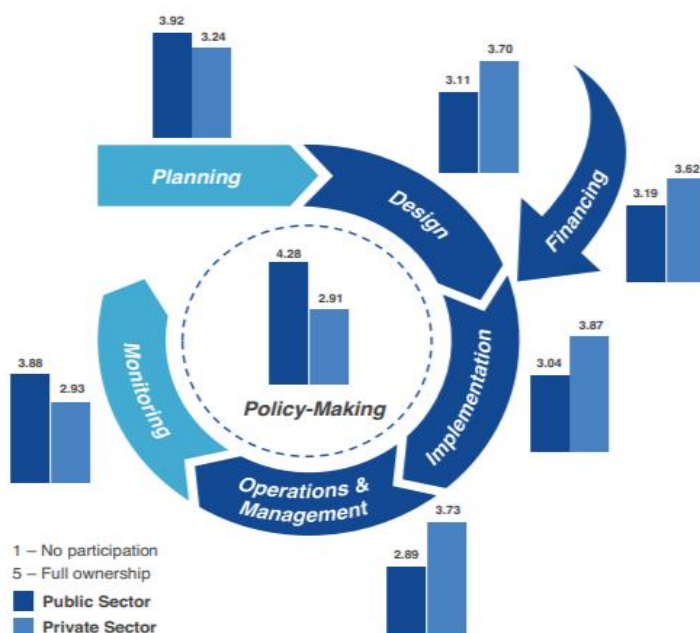 3.92
3.24
3.11
3.70
3.19
3.62
Planning
Design
Financing
4.28
2.91
Policy-Making
3.88
2.93
Monitoring
3.04
3.87
Implementation
Operations &
Management
2.89
3.73
1 – No participation
5 – Full ownership
Public Sector
Private Sector